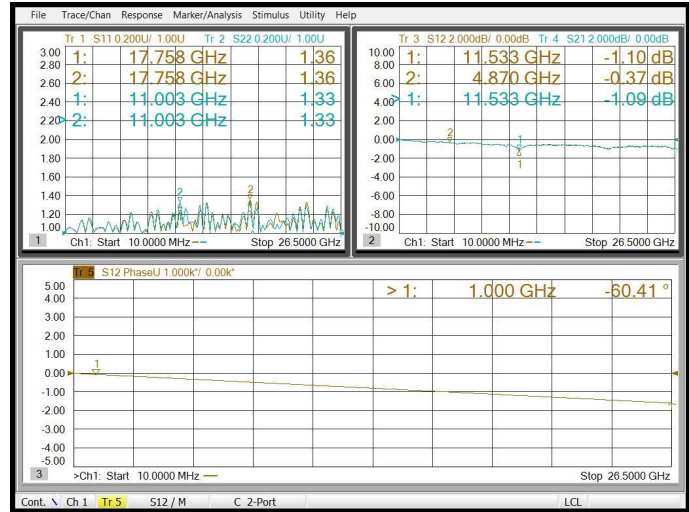 File Trace/Chan Response Marker/Analysis Stimulus Utility Help
Tr 1 S11 0.200U/ 1.00U Tr 2 S22 0.200U/ 1.00U
3.00
2.80
2.60
2.40
2.20
2.00
1.80
1.60
1.40
1.20
1.00
1: 17.758 GHz 1.36
2: 17.758 GHz 1.36
1: 11.003 GHz 1.33
> 2: 11.003 GHz 1.33
2
2
1 Ch1: Start 10.0000 MHz Stop 26.5000 GHz
Tr 3 S12 2.000dB/ 0.00dB Tr 4 S21 2.000dB/ 0.00dB
10.00
8.00
6.00
4.00
2.00
0.00
-2.00
-4.00
-6.00
-8.00
-10.00
1: 11.533 GHz -1.10 dB
2: 4.870 GHz -0.37 dB
> 1: 11.533 GHz -1.09 dB
2
1
1
2 Ch1: Start 10.0000 MHz Stop 26.5000 GHz
Tr 5 S12 PhaseU 1.000k°/ 0.00k°
5.00
4.00
3.00
2.00
1.00
0.00
-1.00
-2.00
-3.00
-4.00
-5.00
> 1: 1.000 GHz -60.41 °
1
3 >Ch1: Start 10.0000 MHz Stop 26.5000 GHz
Cont. Ch 1 Tr 5 S12 / M C 2-Port LCL